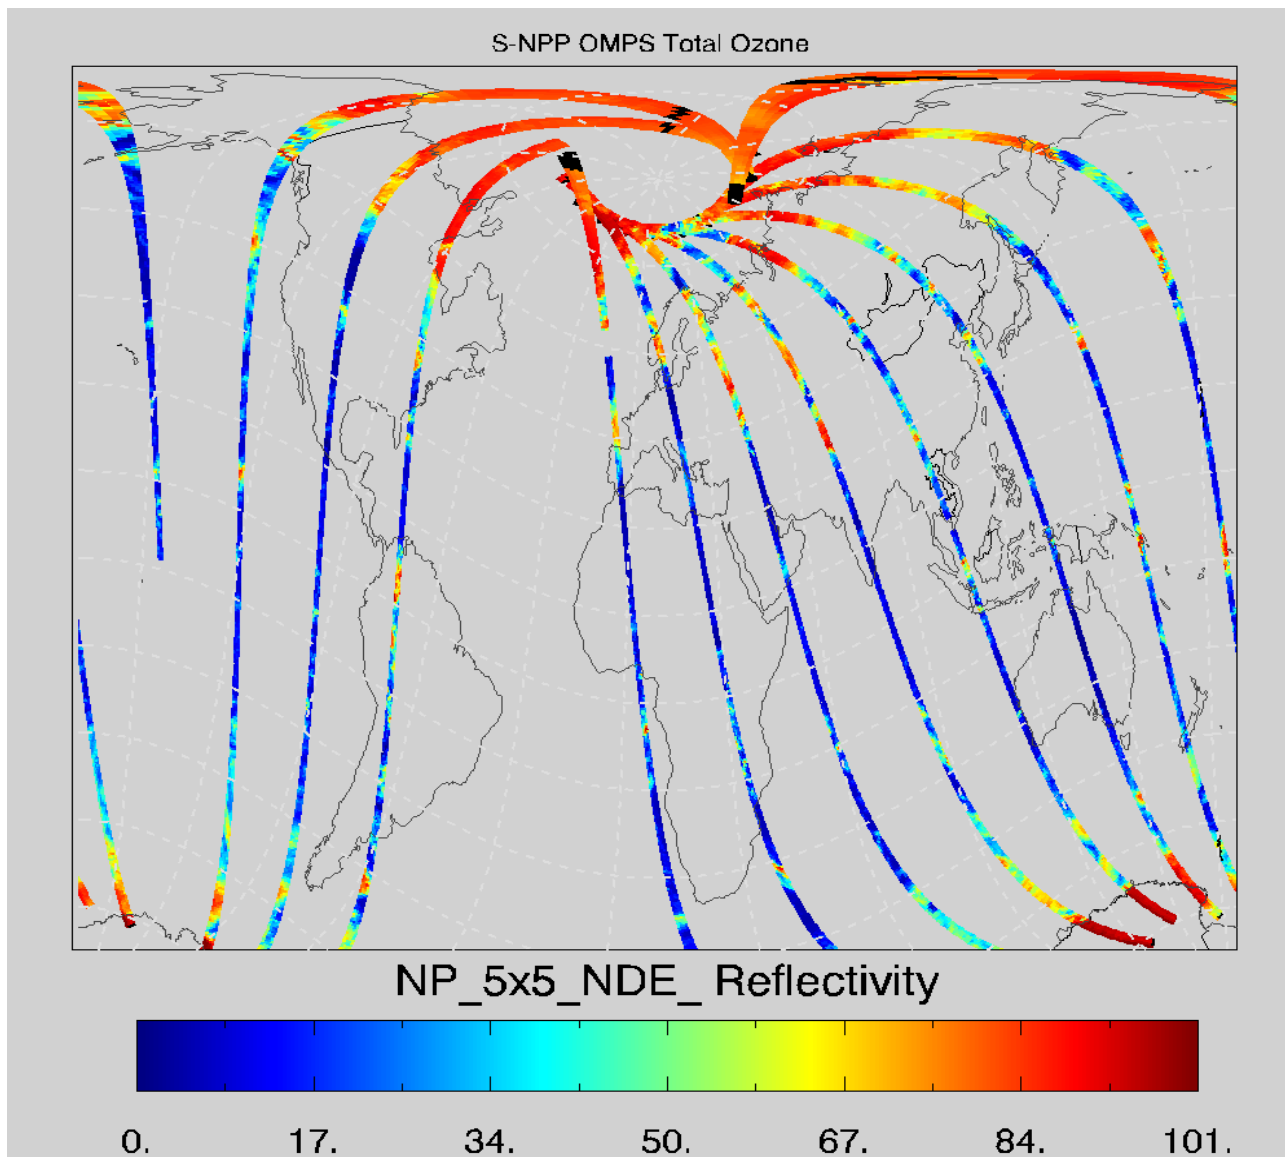 S-NPP OMPS Total Ozone
NP_5x5_NDE_ Reflectivity
0. 17. 34. 50. 67. 84. 101.